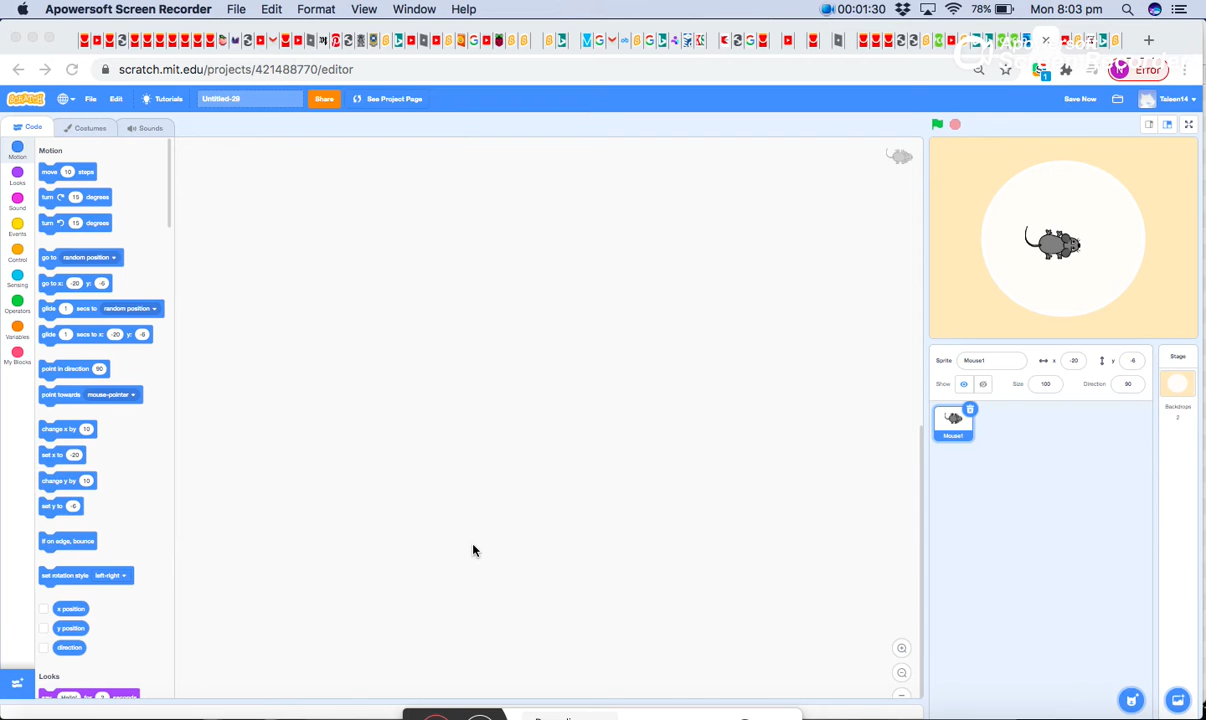 Apowersoft Screen Recorder File Edit Format View Window Help 00:01:30 78% Mon 8:03 pm
scratch.mit.edu/projects/421488770/editor
Error
File Edit Tutorials Untitled-29 Share See Project Page Save Now Taleen14
Code Costumes Sounds
Motion
Looks
Sound
Events
Control
Sensing
Operators
Variables
My Blocks
Motion
move 10 steps
turn 15 degrees
turn 15 degrees
go to random position
go to x: -20 y: -6
glide 1 secs to random position
glide 1 secs to x: -20 y: -6
point in direction 90
point towards mouse-pointer
change x by 10
set x to -20
change y by 10
set y to -6
if on edge, bounce
set rotation style left-right
x position
y position
direction
Looks
Sprite Mouse1 x -20 y -6
Show Size 100 Direction 90
Mouse1
Stage
Backdrops
2